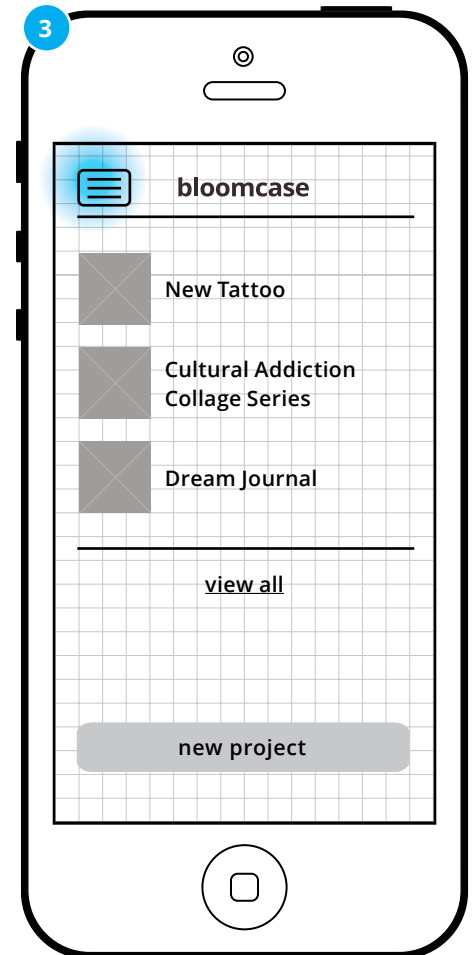 3
bloomcase
New Tattoo
Cultural Addiction
Collage Series
Dream Journal
view all
new project